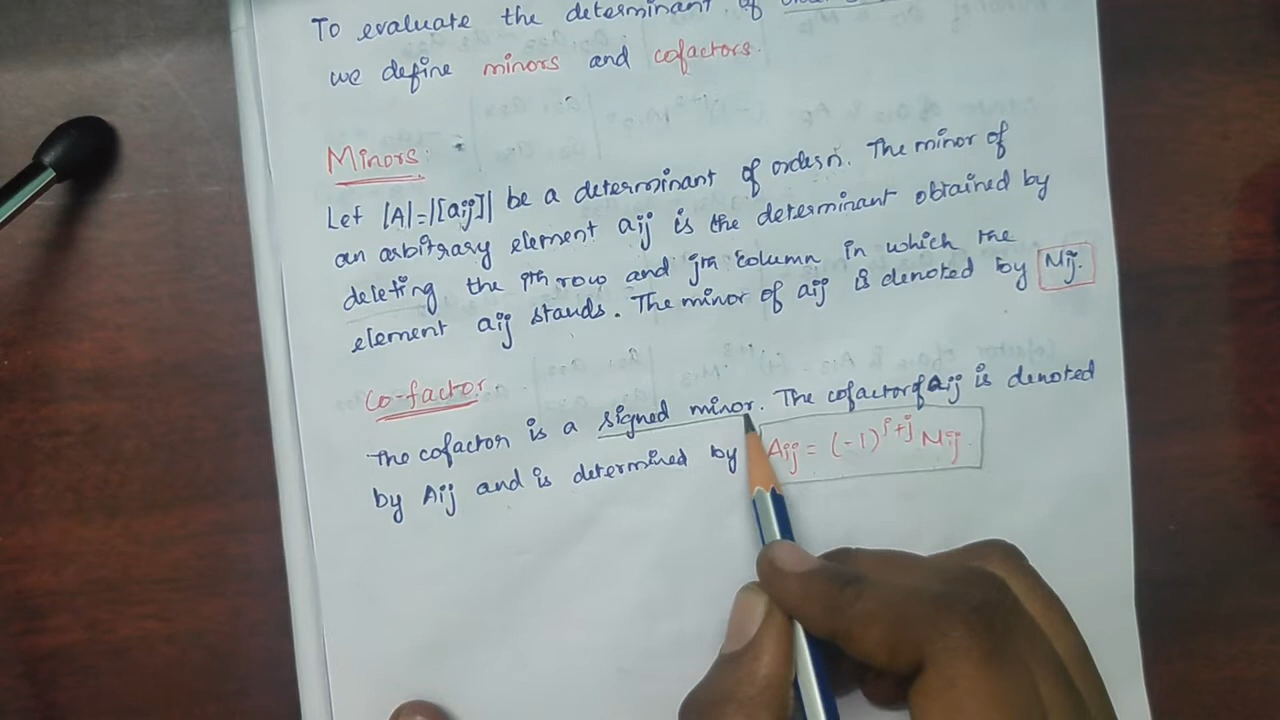 To evaluate the determinant of
we define minors and cofactors.
Minors:
Let |A|=|[aij]| be a determinant of order n. The minor of
an arbitrary element aij is the determinant obtained by
deleting the ith row and jth column in which the
element aij stands. The minor of aij is denoted by Mij.
Co-factor:
The cofactor is a signed minor. The cofactor of aij is denoted
by Aij and is determined by Aij = (-1)^i+j Mij.